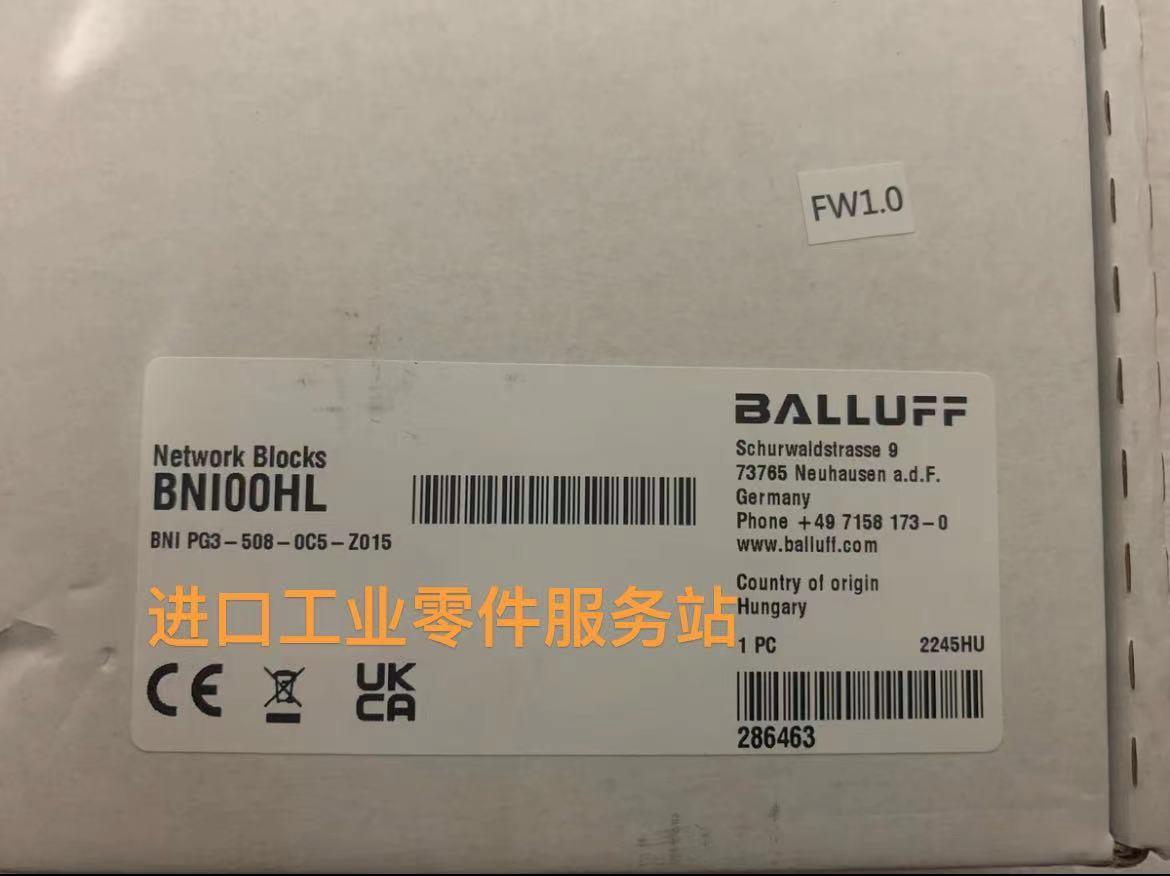 FW1.0
Network Blocks
BNI00HL
BNI PG3-508-0C5-Z015
进口工业零件服务站
BALLUFF
Schurwaldstrasse 9
73765 Neuhausen a.d.F.
Germany
Phone +49 7158 173-0
www.balluff.com
Country of origin
Hungary
1 PC 2245HU
286463
CE
UK
CA